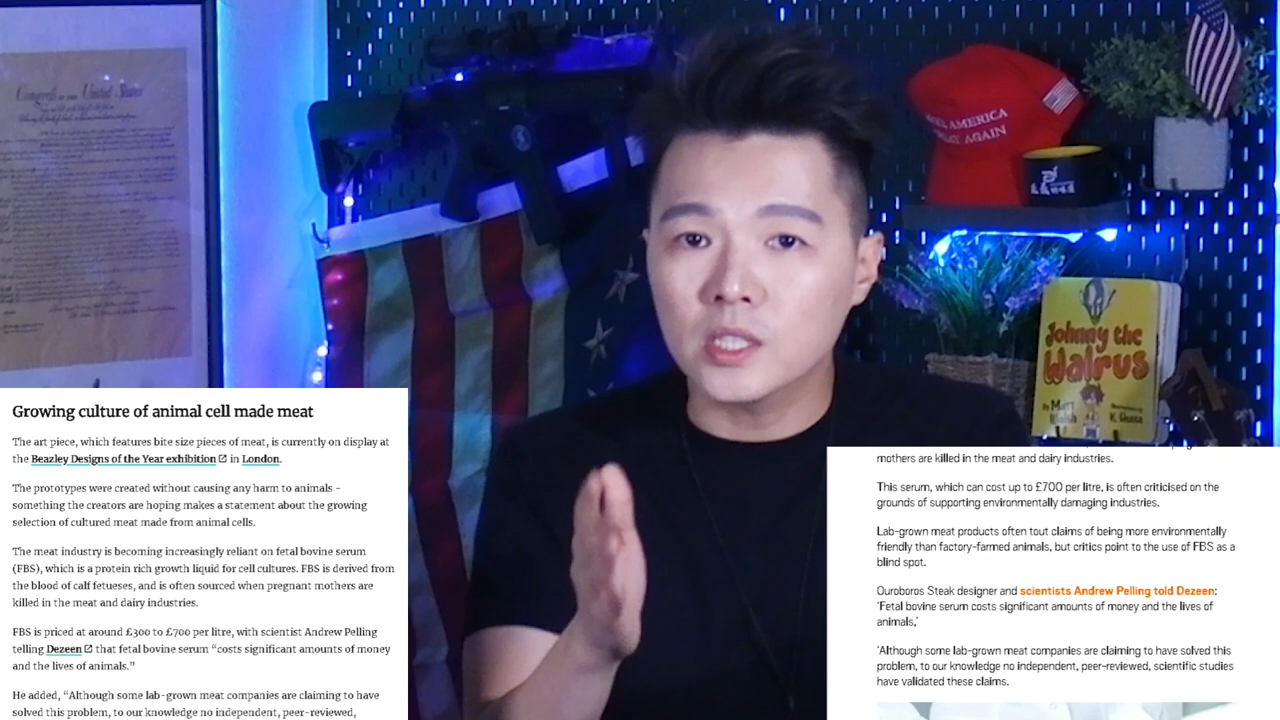 Congress OF THE United States
MAKE AMERICA
GREAT AGAIN
Johnny the
Walrus
Growing culture of animal cell made meat
The art piece, which features bite size pieces of meat, is currently on display at
the Beazley Designs of the Year exhibition in London.
The prototypes were created without causing any harm to animals -
something the creators are hoping makes a statement about the growing
selection of cultured meat made from animal cells.
The meat industry is becoming increasingly reliant on fetal bovine serum
(FBS), which is a protein rich growth liquid for cell cultures. FBS is derived from
the blood of calf fetueses, and is often sourced when pregnant mothers are
killed in the meat and dairy industries.
FBS is priced at around £300 to £700 per litre, with scientist Andrew Pelling
telling Dezeen that fetal bovine serum “costs significant amounts of money
and the lives of animals.”
He added, “Although some lab-grown meat companies are claiming to have
solved this problem, to our knowledge no independent, peer-reviewed,
mothers are killed in the meat and dairy industries.
This serum, which can cost up to £700 per litre, is often criticised on the
grounds of supporting environmentally damaging industries.
Lab-grown meat products often tout claims of being more environmentally
friendly than factory-farmed animals, but critics point to the use of FBS as a
blind spot.
Ouroboros Steak designer and scientists Andrew Pelling told Dezeen:
‘Fetal bovine serum costs significant amounts of money and the lives of
animals,’
‘Although some lab-grown meat companies are claiming to have solved this
problem, to our knowledge no independent, peer-reviewed, scientific studies
have validated these claims.